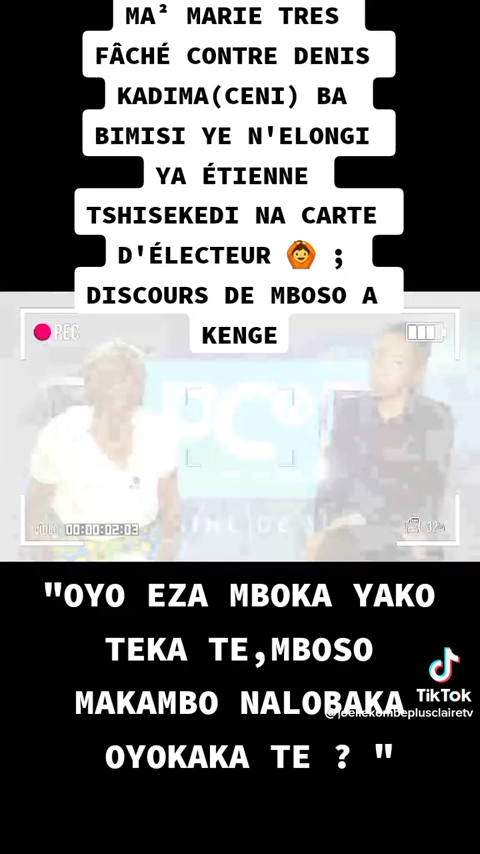 MA² MARIE TRES
FÂCHÉ CONTRE DENIS
KADIMA(CENI) BA
BIMISI YE N'ELONGI
YA ÉTIENNE
TSHISEKEDI NA CARTE
D'ÉLECTEUR 🙆 ;
DISCOURS DE MBOSO A
KENGE
REC
PC
00:00:02:03
"OYO EZA MBOKA YAKO
TEKA TE,MBOSO
MAKAMBO NALOBAKA
OYOKAKA TE ? "
TikTok
@joellekombeplusclairetv